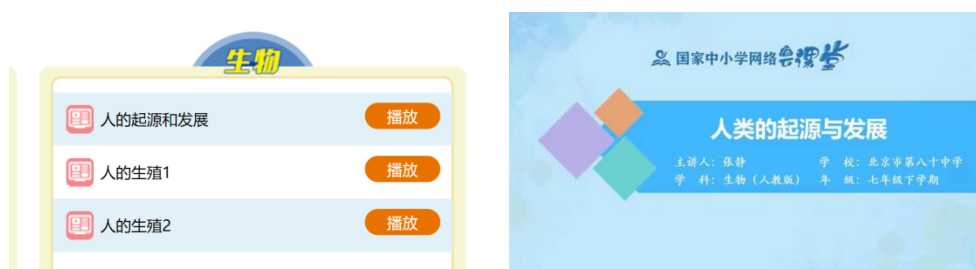 生物
人的起源和发展
播放
人的生殖1
播放
人的生殖2
播放
国家中小学网络云课堂
人类的起源与发展
主讲人：张静 学 校：北京市第八十中学
学 科：生物（人教版） 年 级：七年级下学期